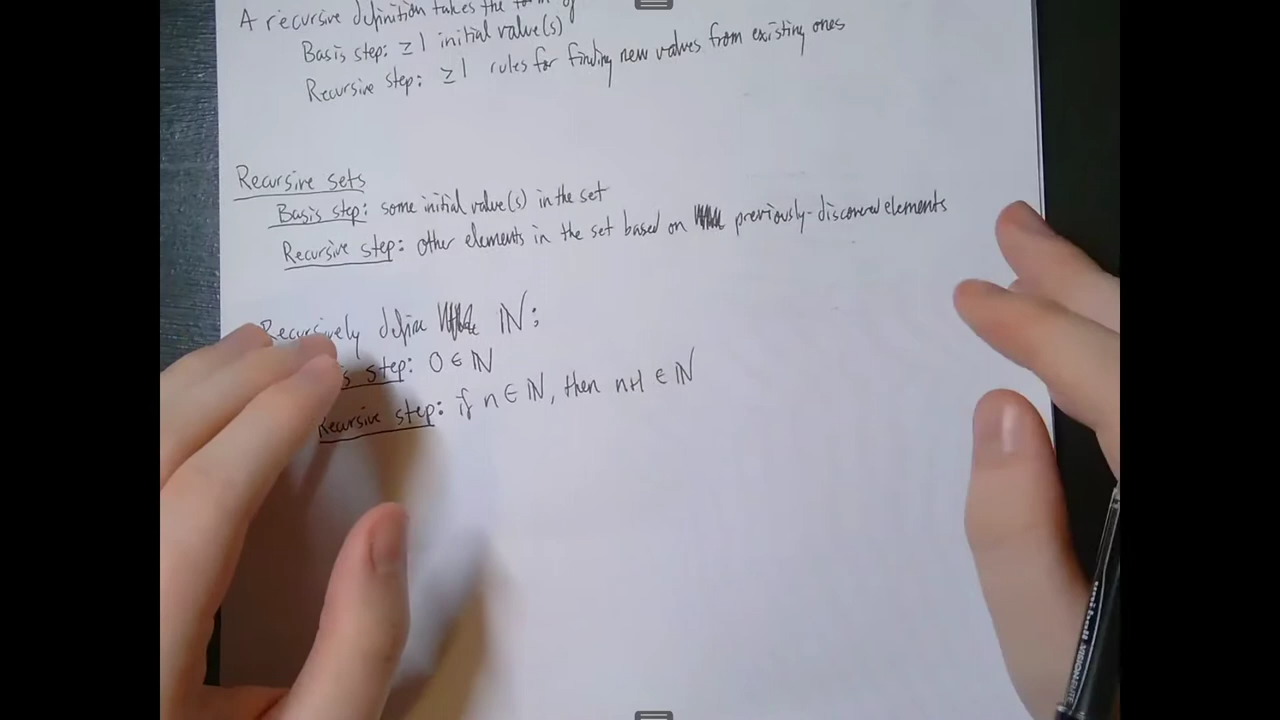 A recursive definition takes the form of
Basis step: ≥1 initial value(s)
Recursive step: ≥1 rules for finding new values from existing ones
Recursive sets
Basis step: some initial value(s) in the set
Recursive step: other elements in the set based on previously-discovered elements
Recursively define ℕ:
step: 0 ∈ ℕ
Recursive step: if n ∈ ℕ, then n+1 ∈ ℕ